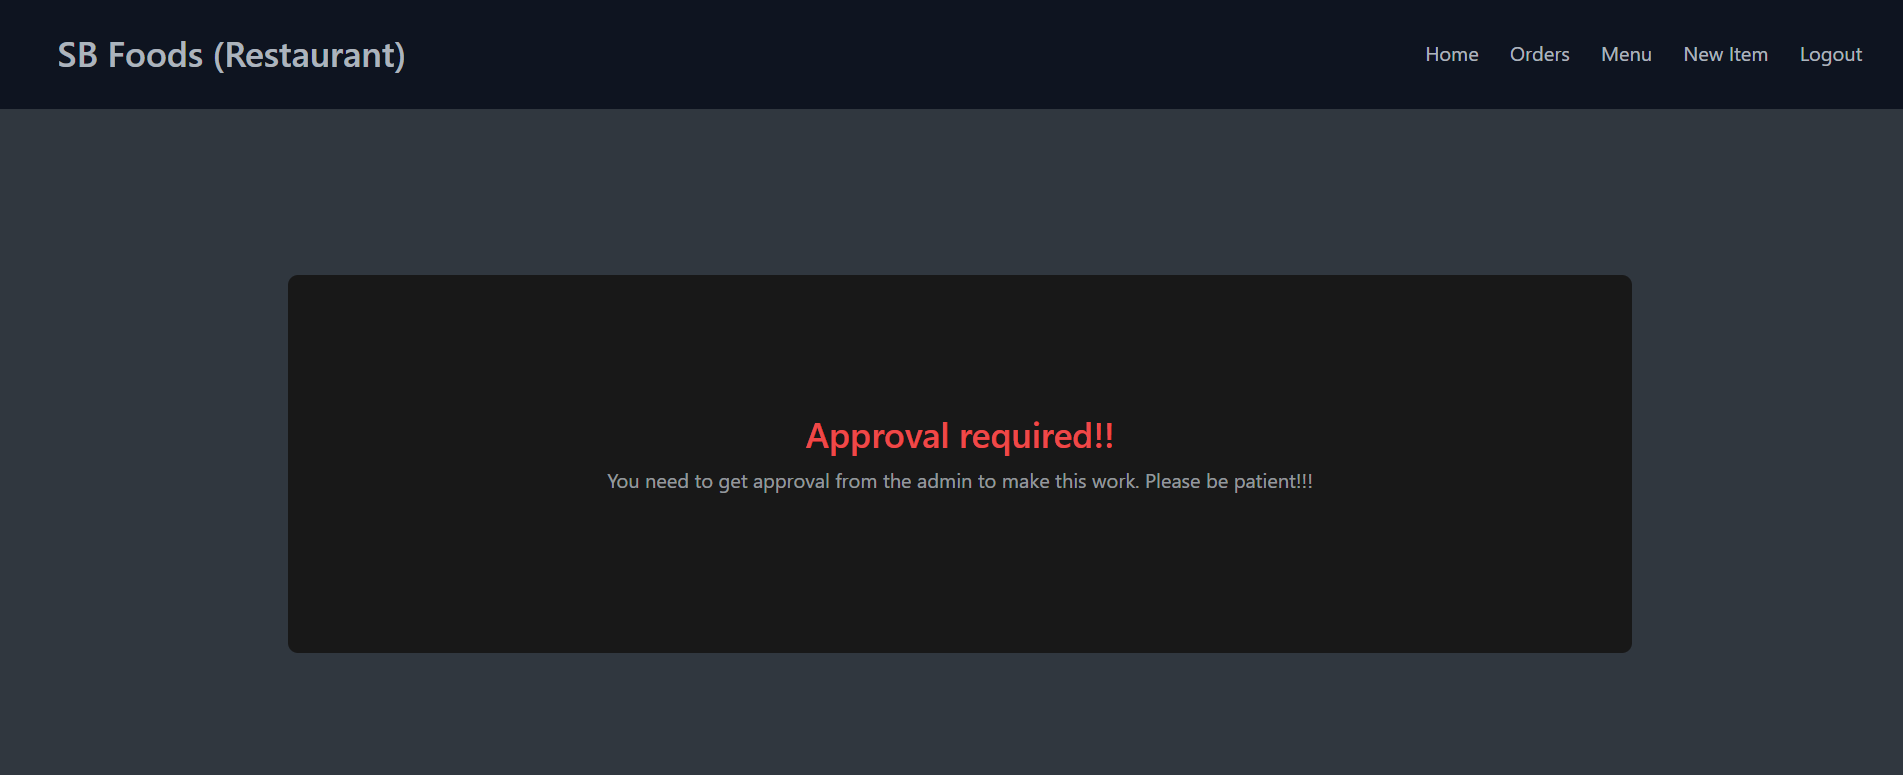 SB Foods (Restaurant)
Home Orders Menu New Item Logout
Approval required!!
You need to get approval from the admin to make this work. Please be patient!!!